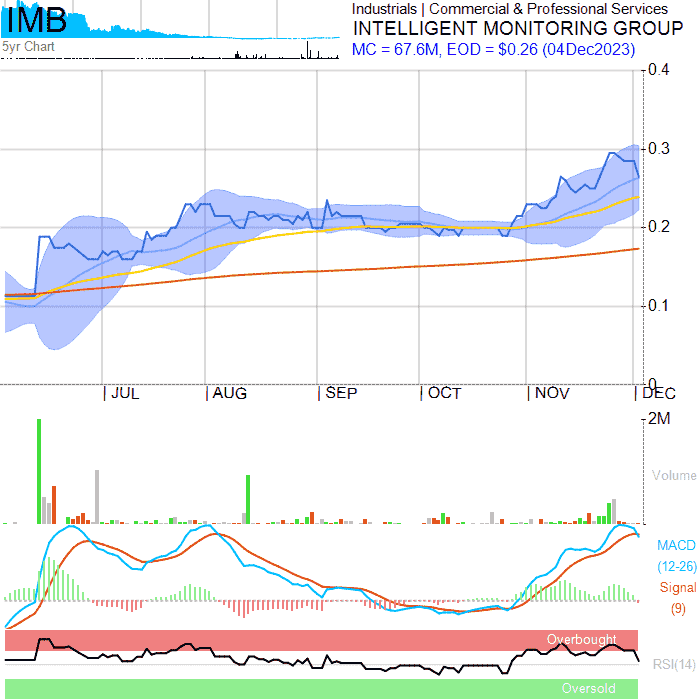 IMB
5yr Chart
Industrials | Commercial & Professional Services
INTELLIGENT MONITORING GROUP
MC = 67.6M, EOD = $0.26 (04Dec2023)
0.4
0.3
0.2
0.1
0
| JUL | AUG | SEP | OCT | NOV | DEC
2M
Volume
MACD
(12-26)
Signal
(9)
Overbought
RSI(14)
Oversold